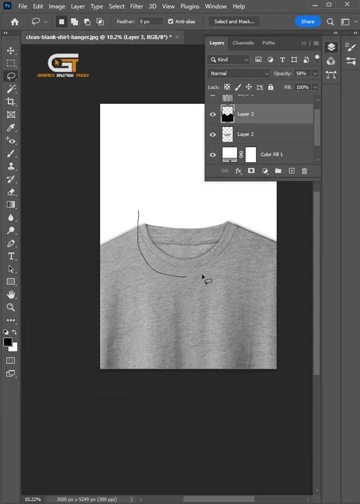 Ps File Edit Image Layer Type Select Filter 3D View Plugins Window Help
Feather: 0 px Anti-alias Select and Mask... Share
clean-blank-shirt-hanger.jpg @ 10.2% (Layer 3, RGB/8*) *
GT
Layers Channels Paths
Kind
Normal Opacity: 58%
Lock: Fill: 100%
Layer 3
Layer 2
Color Fill 1
fx
T
10.22% 3500 px x 5249 px (300 ppi)